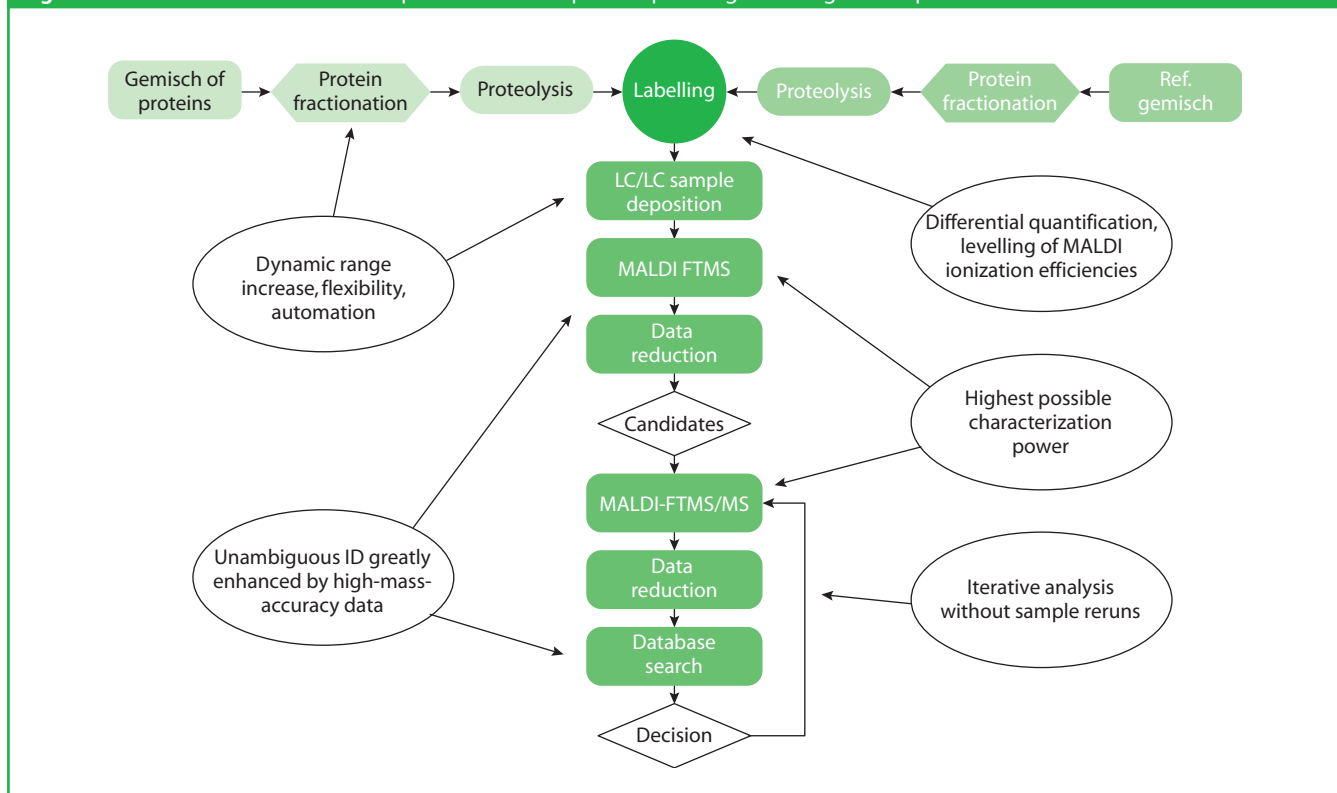 Gemisch of
proteins
Protein
fractionation
Proteolysis
Labelling
Proteolysis
Protein
fractionation
Ref.
gemisch
LC/LC sample
deposition
Dynamic range
increase, flexibility,
automation
Differential quantification,
levelling of MALDI
ionization efficiencies
MALDI FTMS
Data
reduction
Candidates
Highest possible
characterization
power
MALDI-FTMS/MS
Unambiguous ID greatly
enhanced by high-mass-
accuracy data
Data
reduction
Iterative analysis
without sample reruns
Database
search
Decision